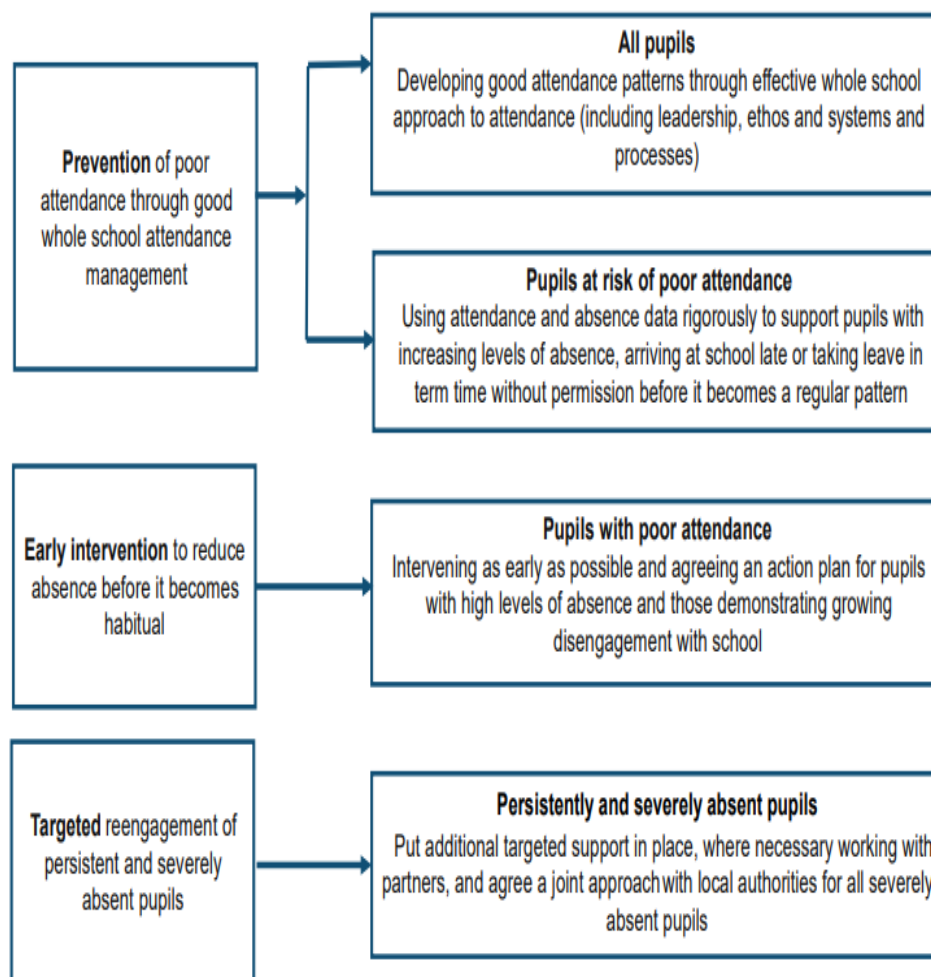 Prevention of poor
attendance through good
whole school attendance
management
All pupils
Developing good attendance patterns through effective whole school
approach to attendance (including leadership, ethos and systems and
processes)
Pupils at risk of poor attendance
Using attendance and absence data rigorously to support pupils with
increasing levels of absence, arriving at school late or taking leave in
term time without permission before it becomes a regular pattern
Early intervention to reduce
absence before it becomes
habitual
Pupils with poor attendance
Intervening as early as possible and agreeing an action plan for pupils
with high levels of absence and those demonstrating growing
disengagement with school
Targeted reengagement of
persistent and severely
absent pupils
Persistently and severely absent pupils
Put additional targeted support in place, where necessary working with
partners, and agree a joint approach with local authorities for all severely
absent pupils